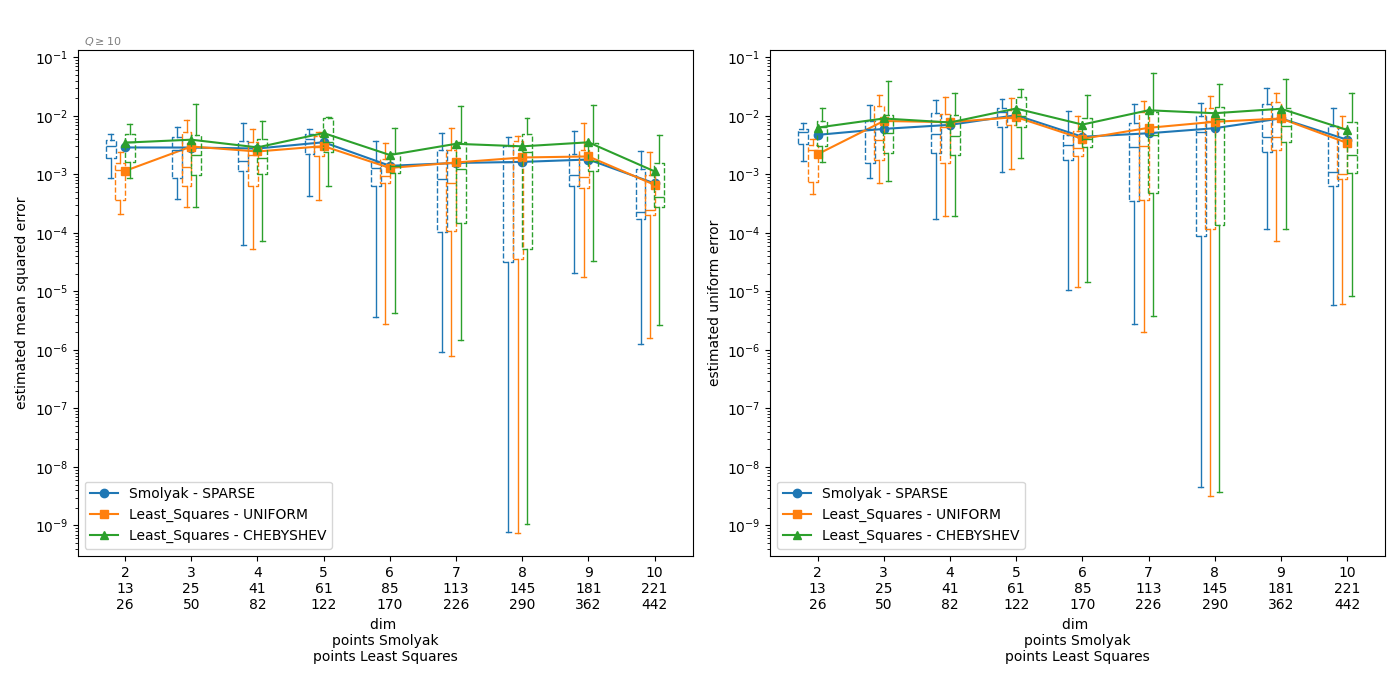 Q ≥ 10
10⁻¹
10⁻²
10⁻³
10⁻⁴
10⁻⁵
10⁻⁶
10⁻⁷
10⁻⁸
10⁻⁹
estimated mean squared error
Smolyak - SPARSE
Least_Squares - UNIFORM
Least_Squares - CHEBYSHEV
2 3 4 5 6 7 8 9 10
13 25 41 61 85 113 145 181 221
26 50 82 122 170 226 290 362 442
dim
points Smolyak
points Least Squares
10⁻¹
10⁻²
10⁻³
10⁻⁴
10⁻⁵
10⁻⁶
10⁻⁷
10⁻⁸
10⁻⁹
estimated uniform error
Smolyak - SPARSE
Least_Squares - UNIFORM
Least_Squares - CHEBYSHEV
2 3 4 5 6 7 8 9 10
13 25 41 61 85 113 145 181 221
26 50 82 122 170 226 290 362 442
dim
points Smolyak
points Least Squares